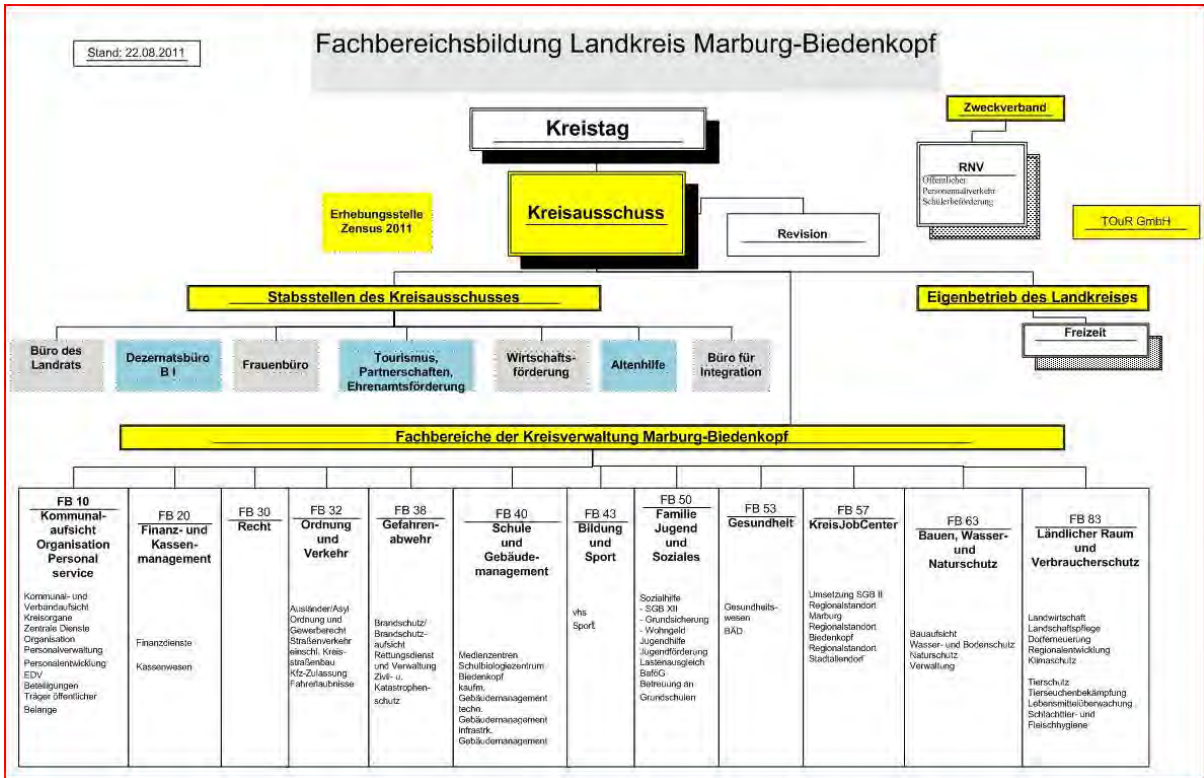 Stand: 22.08.2011
Fachbereichsbildung Landkreis Marburg-Biedenkopf
Zweckverband
Kreistag
RNV
Öffentlicher
Personennahverkehr
Schülerbeförderung
Erhebungsstelle
Zensus 2011
Kreisausschuss
Revision
TOuR GmbH
Stabsstellen des Kreisausschusses
Eigenbetrieb des Landkreises
Freizeit
Büro des
Landrats
Dezernatsbüro
B I
Frauenbüro
Tourismus,
Partnerschaften,
Ehrenamtsförderung
Wirtschafts-
förderung
Altenhilfe
Büro für
Integration
Fachbereiche der Kreisverwaltung Marburg-Biedenkopf
FB 10
Kommunal-
aufsicht
Organisation
Personal
service
Kommunal- und
Verbandaufsicht
Kreisorgane
Zentrale Dienste
Organisation
Personalverwaltung
Personalentwicklung
EDV
Beteiligungen
Träger öffentlicher
Belange
FB 20
Finanz- und
Kassen-
management
Finanzdienste
Kassenwesen
FB 30
Recht
FB 32
Ordnung
und
Verkehr
Ausländer/Asyl
Ordnung und
Gewerberecht
Straßenverkehr
einschl. Kreis-
straßenbau
Kfz-Zulassung
Fahrerlaubnisse
FB 38
Gefahren-
abwehr
Brandschutz/
Brandschutz-
aufsicht
Rettungsdienst
und Verwaltung
Zivil- u.
Katastrophen-
schutz
FB 40
Schule
und
Gebäude-
management
Medienzentren
Schulbiologiezentrum
Biedenkopf
kaufm.
Gebäudemanagement
techn.
Gebäudemanagement
infrastrk.
Gebäudemanagement
FB 43
Bildung
und
Sport
vhs
Sport
FB 50
Familie
Jugend
und
Soziales
Sozialhilfe
- SGB XII
- Grundsicherung
- Wohngeld
Jugendhilfe
Jugendförderung
Lastenausgleich
BaföG
Betreuung an
Grundschulen
FB 53
Gesundheit
Gesundheits-
wesen
BÄD
FB 57
KreisJobCenter
Umsetzung SGB II
Regionalstandort
Marburg
Regionalstandort
Biedenkopf
Regionalstandort
Stadtallendorf
FB 63
Bauen, Wasser-
und
Naturschutz
Bauaufsicht
Wasser- und Bodenschutz
Naturschutz
Verwaltung
FB 83
Ländlicher Raum
und
Verbraucherschutz
Landwirtschaft
Landschaftspflege
Dorferneuerung
Regionalentwicklung
Klimaschutz
Tierschutz
Tierseuchenbekämpfung
Lebensmittelüberwachung
Schlachttier- und
Fleischhygiene